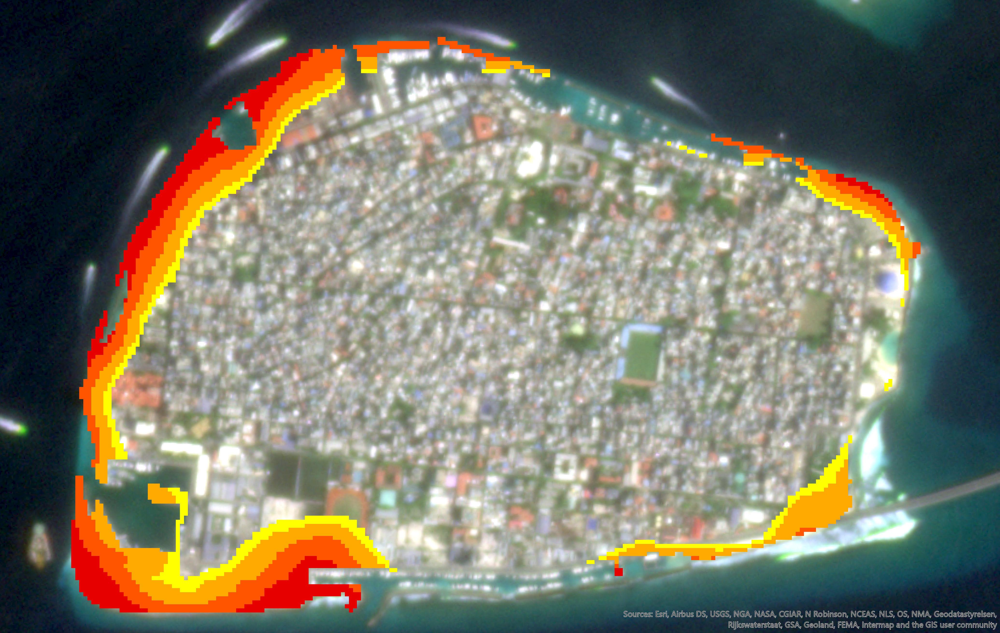 Sources: Esri, Airbus DS, USGS, NGA, NASA, CGIAR, N Robinson, NCEAS, NLS, OS, NMA, Geodatastyrelsen,
Rijkswaterstaat, GSA, Geoland, FEMA, Intermap and the GIS user community